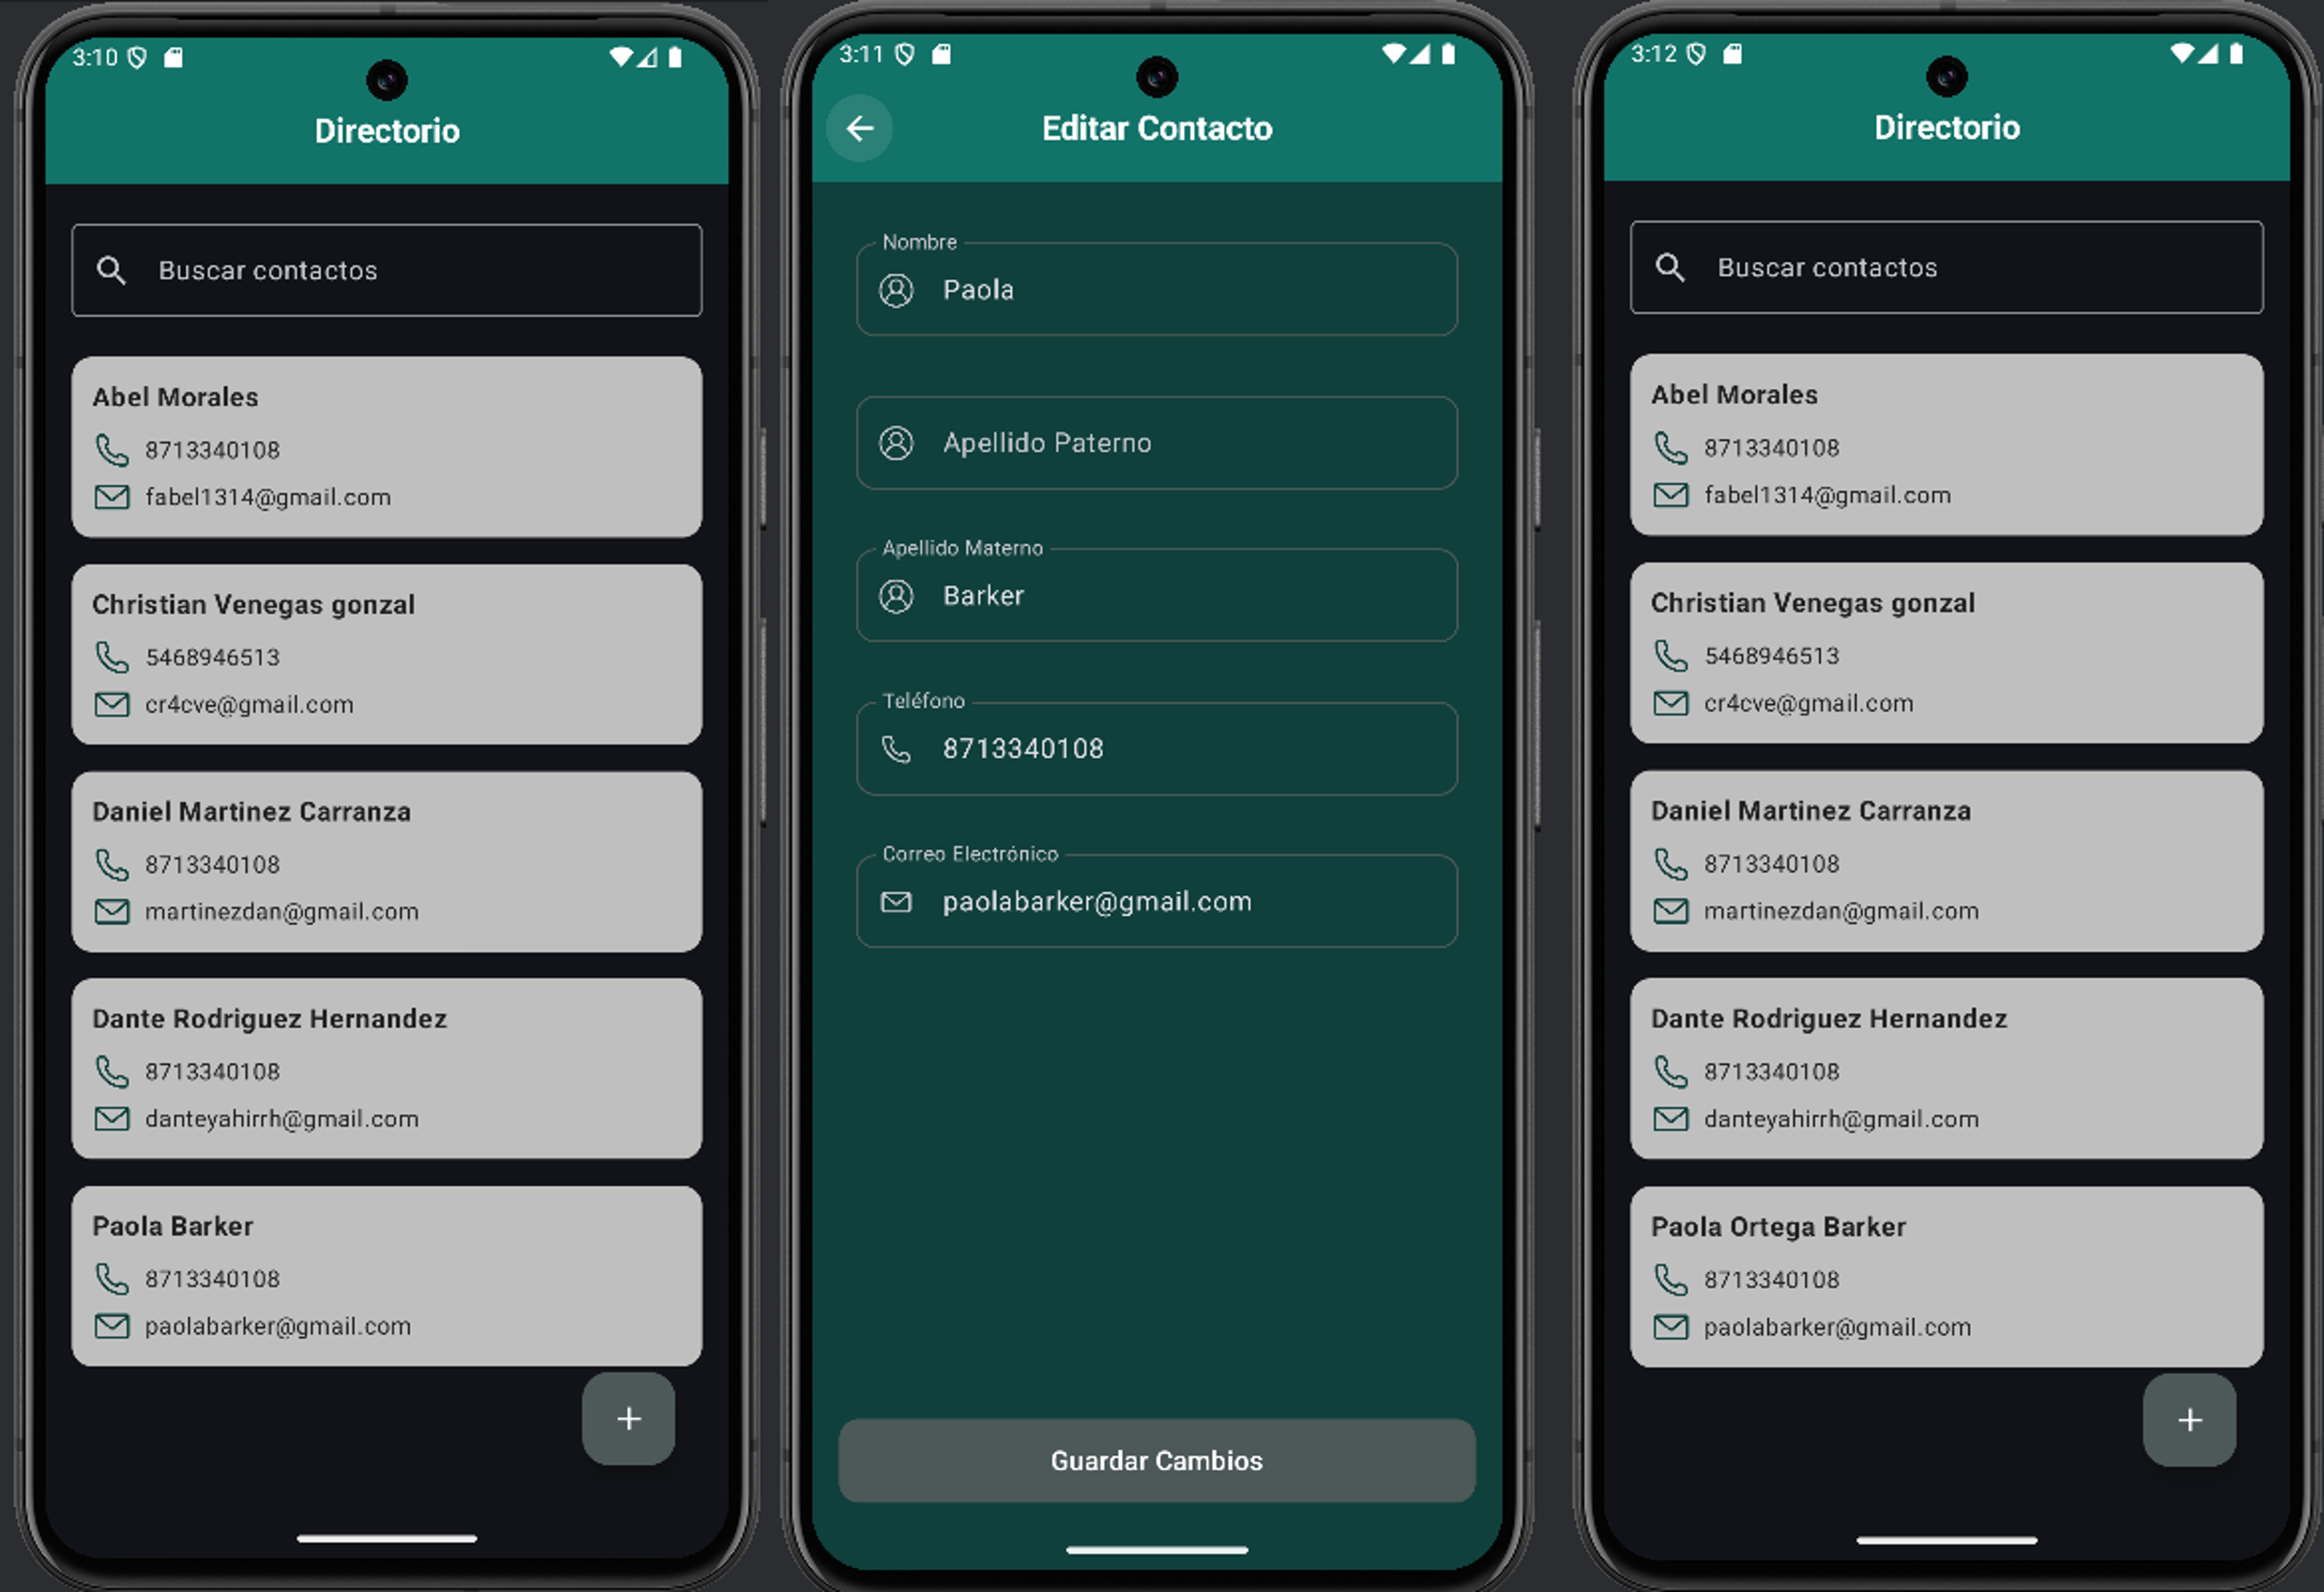 3:10
Directorio
Buscar contactos
Abel Morales
8713340108
fabel1314@gmail.com
Christian Venegas gonzal
5468946513
cr4cve@gmail.com
Daniel Martinez Carranza
8713340108
martinezdan@gmail.com
Dante Rodriguez Hernandez
8713340108
danteyahirrh@gmail.com
Paola Barker
8713340108
paolabarker@gmail.com
+
3:11
Editar Contacto
Nombre
Paola
Apellido Paterno
Apellido Materno
Barker
Teléfono
8713340108
Correo Electrónico
paolabarker@gmail.com
Guardar Cambios
3:12
Directorio
Buscar contactos
Abel Morales
8713340108
fabel1314@gmail.com
Christian Venegas gonzal
5468946513
cr4cve@gmail.com
Daniel Martinez Carranza
8713340108
martinezdan@gmail.com
Dante Rodriguez Hernandez
8713340108
danteyahirrh@gmail.com
Paola Ortega Barker
8713340108
paolabarker@gmail.com
+